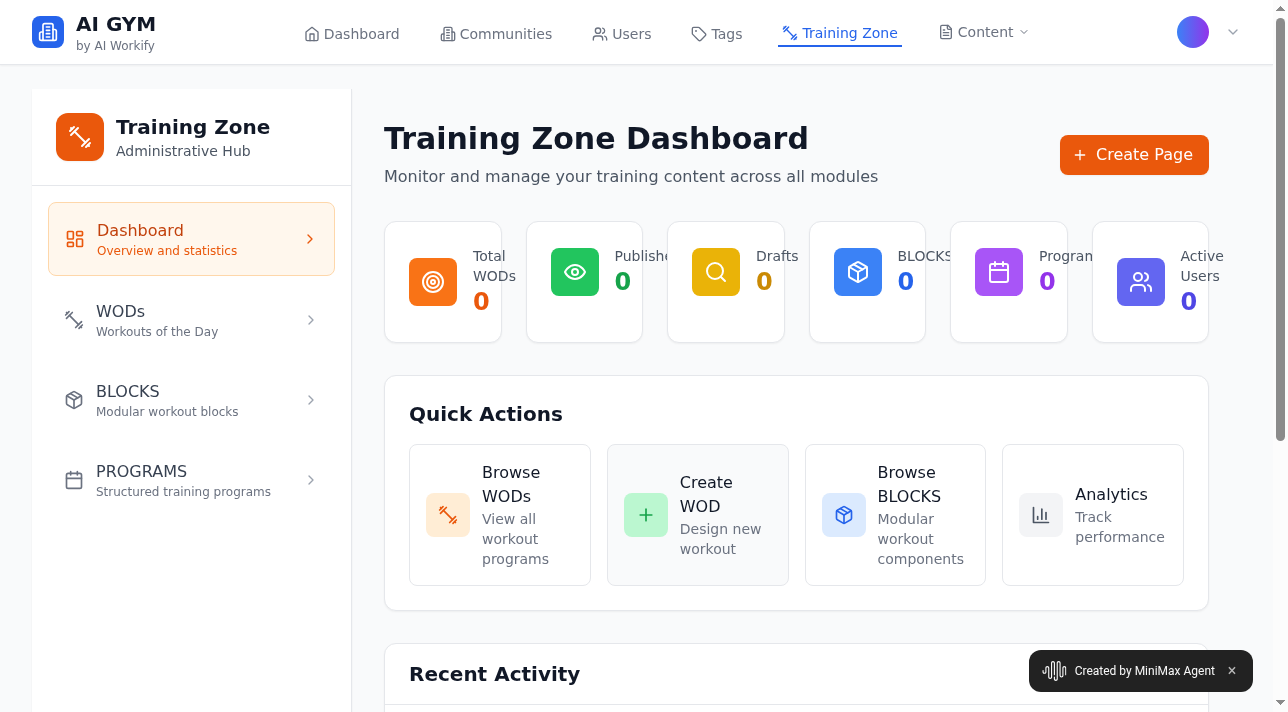 AI GYM
by AI Workify
Dashboard
Communities
Users
Tags
Training Zone
Content
Training Zone
Administrative Hub
Dashboard
Overview and statistics
WODs
Workouts of the Day
BLOCKS
Modular workout blocks
PROGRAMS
Structured training programs
Training Zone Dashboard
Monitor and manage your training content across all modules
+ Create Page
Total
WODs
0
Publishe
0
Drafts
0
BLOCKS
0
Program
0
Active
Users
0
Quick Actions
Browse
WODs
View all
workout
programs
Create
WOD
Design new
workout
Browse
BLOCKS
Modular
workout
components
Analytics
Track
performance
Recent Activity
Created by MiniMax Agent ×